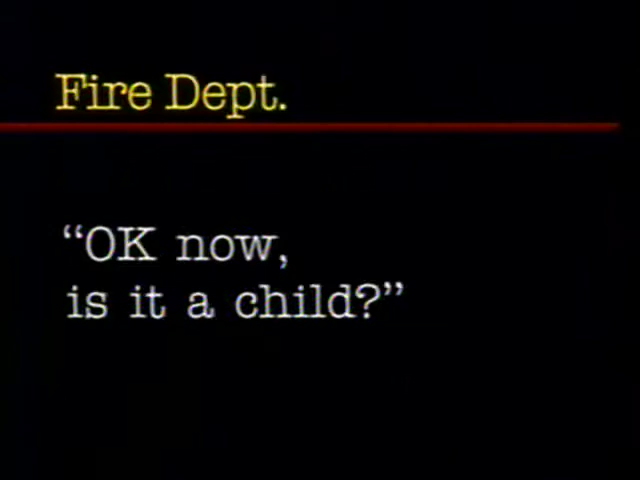 Fire Dept.
“OK now,
is it a child?”